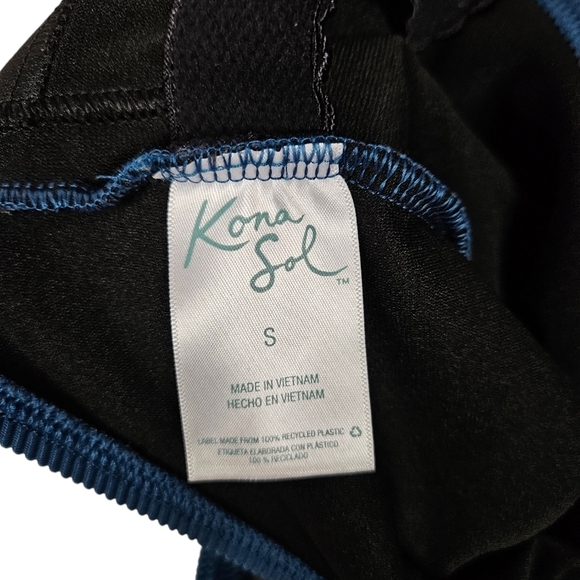 Kona
Sol™
S
MADE IN VIETNAM
HECHO EN VIETNAM
LABEL MADE FROM 100% RECYCLED PLASTIC
ETIQUETA ELABORADA CON PLÁSTICO
100 % RECICLADO